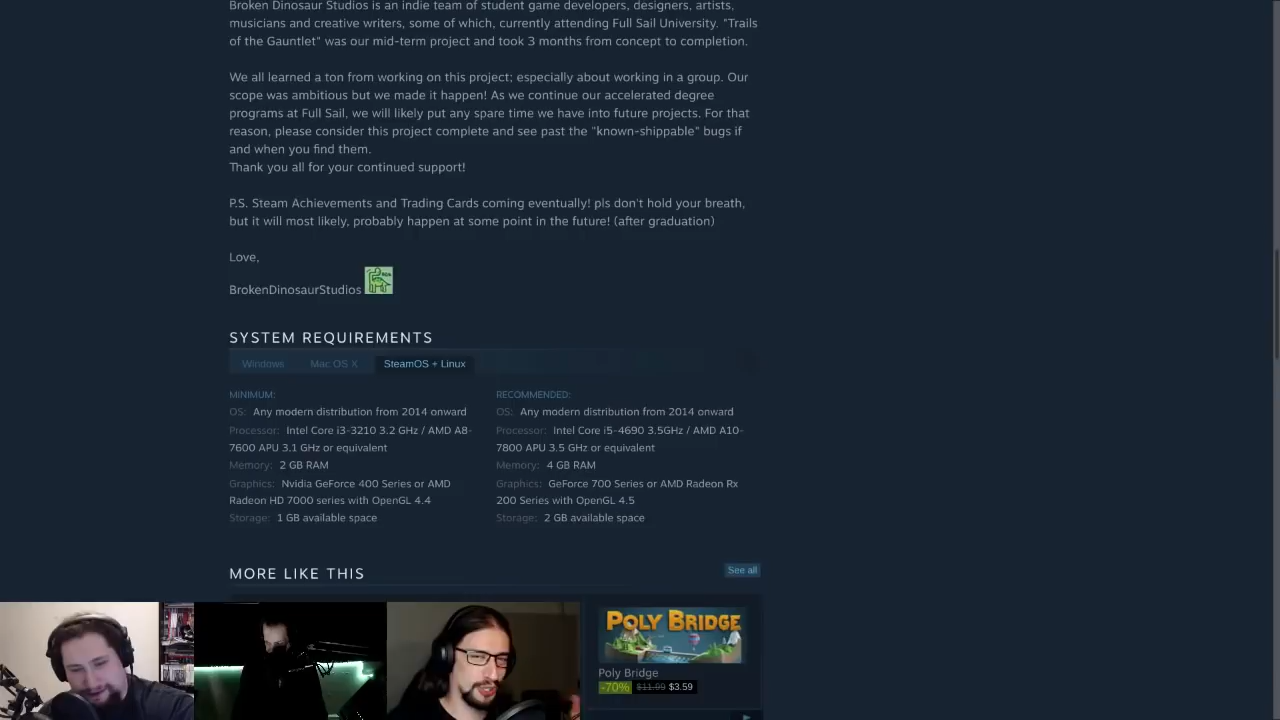 Broken Dinosaur Studios is an indie team of student game developers, designers, artists,
musicians and creative writers, some of which, currently attending Full Sail University. "Trails
of the Gauntlet" was our mid-term project and took 3 months from concept to completion.
We all learned a ton from working on this project; especially about working in a group. Our
scope was ambitious but we made it happen! As we continue our accelerated degree
programs at Full Sail, we will likely put any spare time we have into future projects. For that
reason, please consider this project complete and see past the "known-shippable" bugs if
and when you find them.
Thank you all for your continued support!
P.S. Steam Achievements and Trading Cards coming eventually! pls don't hold your breath,
but it will most likely, probably happen at some point in the future! (after graduation)
Love,
BrokenDinosaurStudios
SYSTEM REQUIREMENTS
Windows Mac OS X SteamOS + Linux
MINIMUM:
OS: Any modern distribution from 2014 onward
Processor: Intel Core i3-3210 3.2 GHz / AMD A8-
7600 APU 3.1 GHz or equivalent
Memory: 2 GB RAM
Graphics: Nvidia GeForce 400 Series or AMD
Radeon HD 7000 series with OpenGL 4.4
Storage: 1 GB available space
RECOMMENDED:
OS: Any modern distribution from 2014 onward
Processor: Intel Core i5-4690 3.5GHz / AMD A10-
7800 APU 3.5 GHz or equivalent
Memory: 4 GB RAM
Graphics: GeForce 700 Series or AMD Radeon Rx
200 Series with OpenGL 4.5
Storage: 2 GB available space
MORE LIKE THIS
See all
POLY BRIDGE
Poly Bridge
-70% $11.99 $3.59